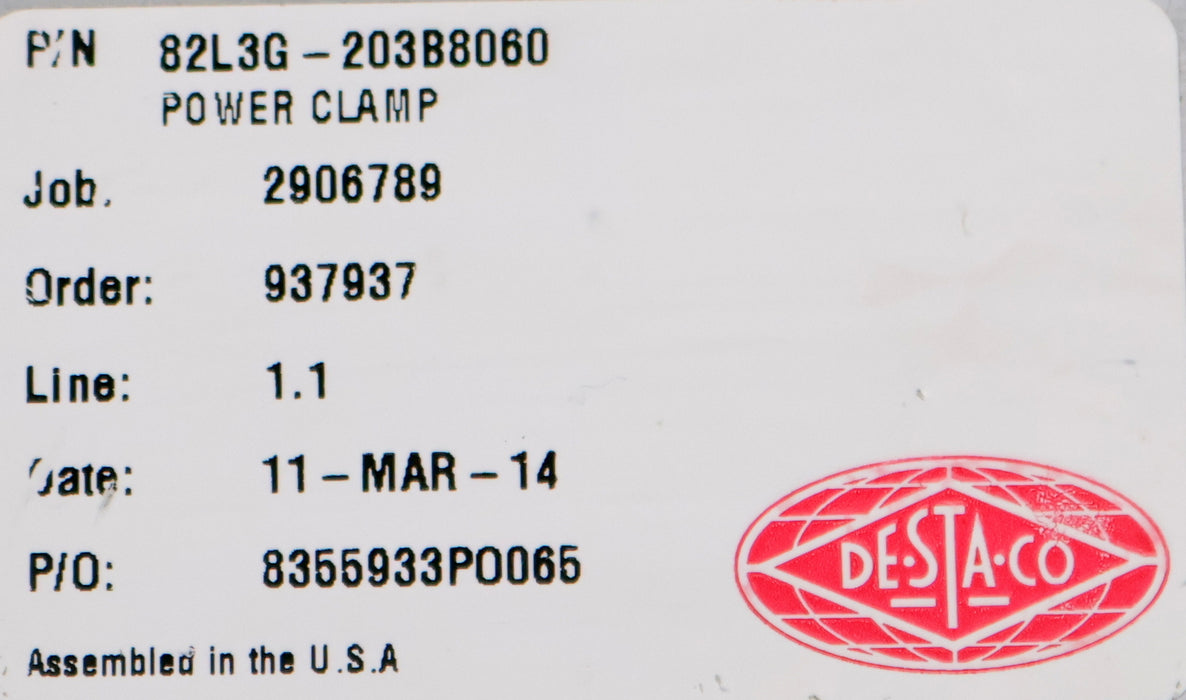 P/N 82L3G-203B8060
POWER CLAMP
Job. 2906789
Order: 937937
Line: 1.1
Date: 11-MAR-14
P/O: 8355933PO065
Assembled in the U.S.A
DE·STA·CO